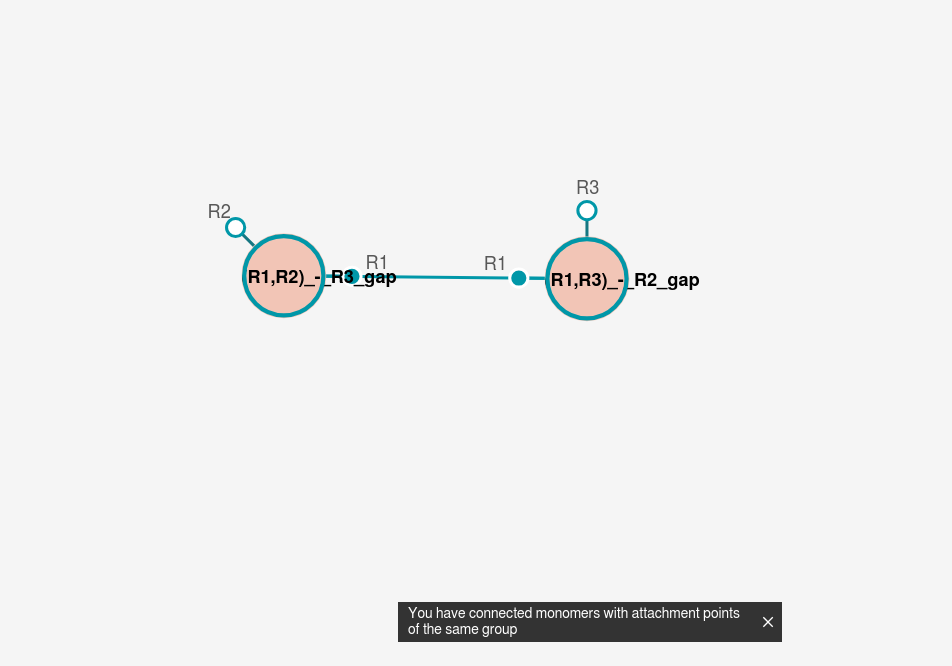 R3
R2
R1
R1
R1,R2)_-_R3_gap
R1,R3)_-_R2_gap
You have connected monomers with attachment points
of the same group